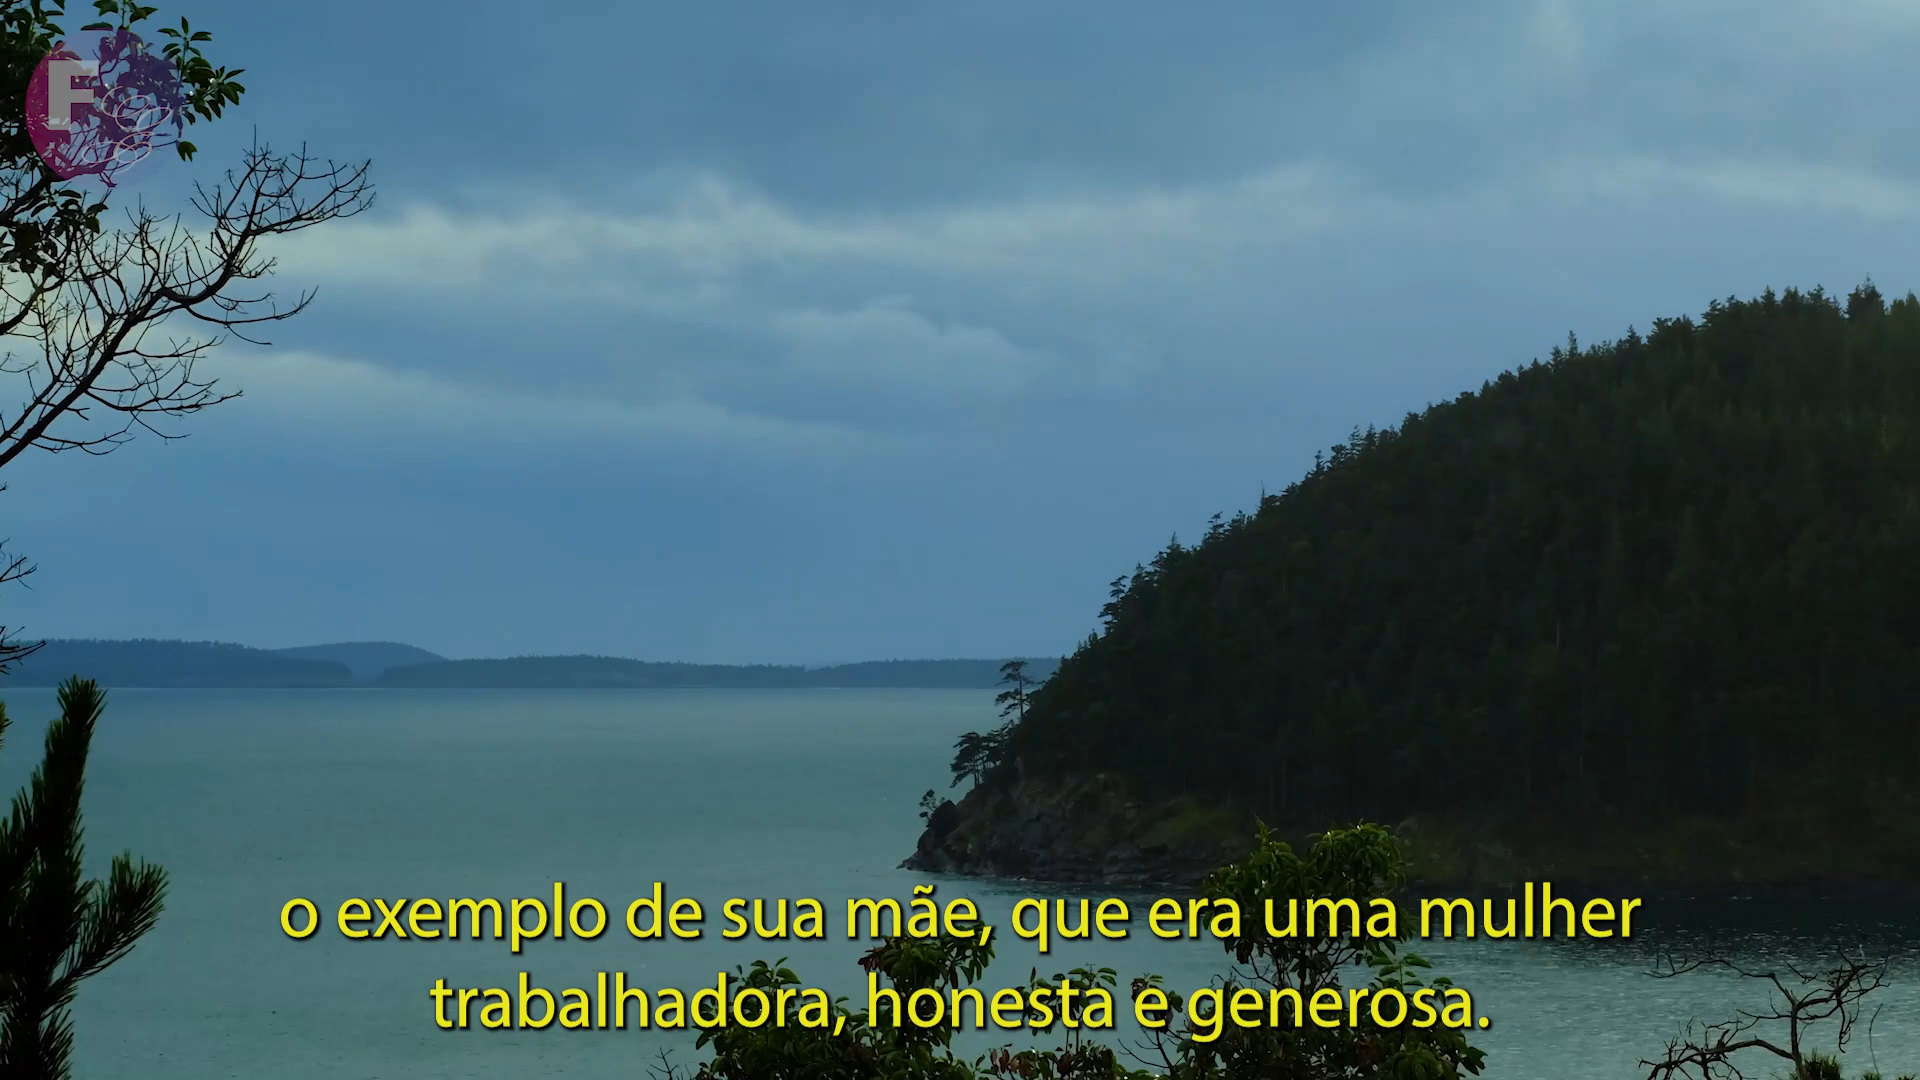 F
o exemplo de sua mãe, que era uma mulher
trabalhadora, honesta e generosa.